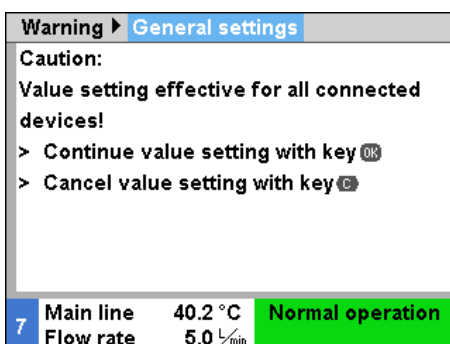 Warning ▶ General settings
Caution:
Value setting effective for all connected
devices!
> Continue value setting with key OK
> Cancel value setting with key C
7
Main line 40.2 °C Normal operation
Flow rate 5.0 L/min